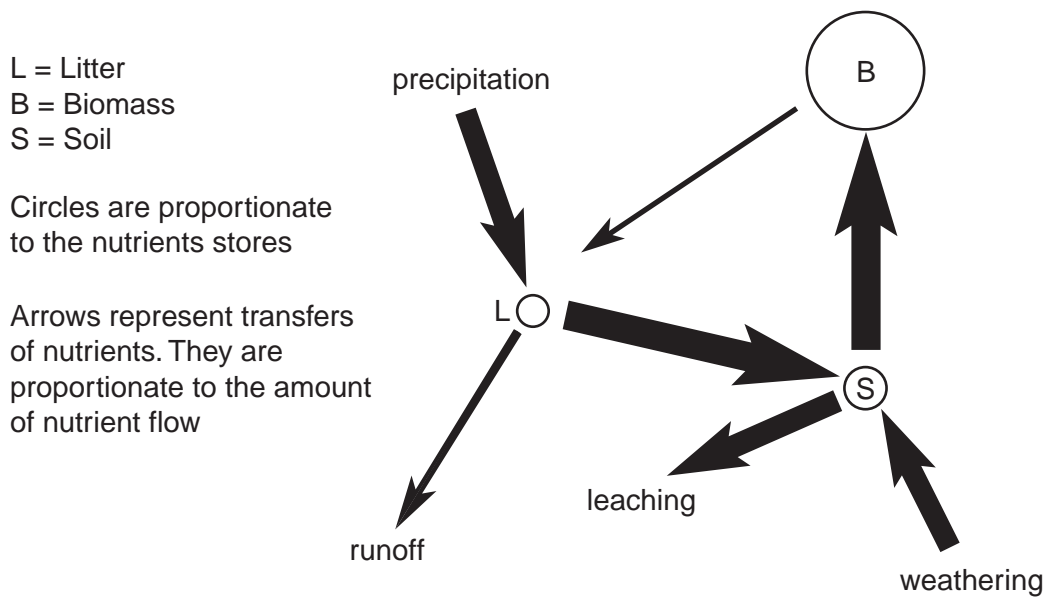 L = Litter
B = Biomass
S = Soil
Circles are proportionate
to the nutrients stores
Arrows represent transfers
of nutrients. They are
proportionate to the amount
of nutrient flow
precipitation
B
L
S
leaching
runoff
weathering